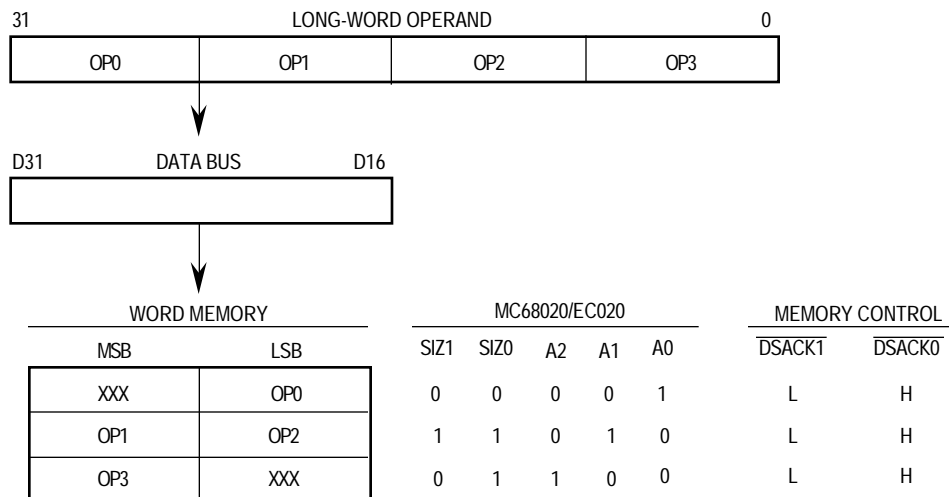 31 LONG-WORD OPERAND 0
OP0 OP1 OP2 OP3
D31 DATA BUS D16
WORD MEMORY MC68020/EC020 MEMORY CONTROL
MSB LSB SIZ1 SIZ0 A2 A1 A0 DSACK1 DSACK0
XXX OP0 0 0 0 0 1 L H
OP1 OP2 1 1 0 1 0 L H
OP3 XXX 0 1 1 0 0 L H